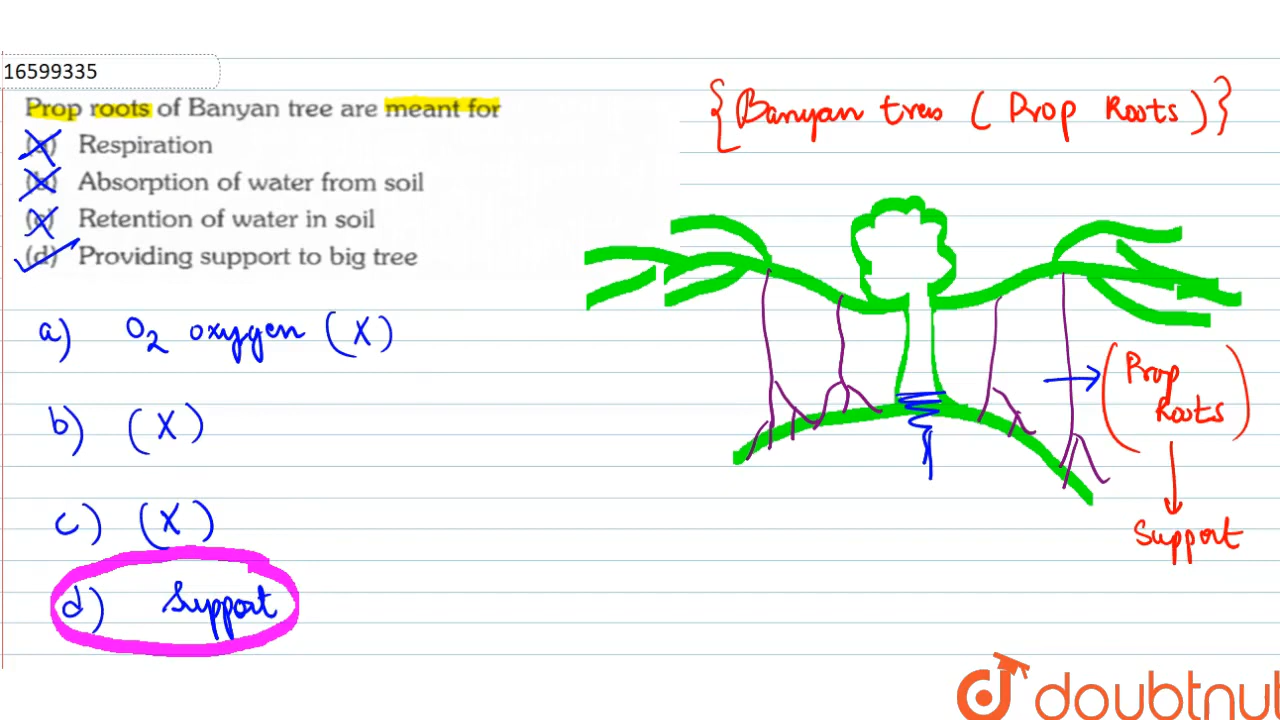 16599335
Prop roots of Banyan tree are meant for
(a) Respiration
(b) Absorption of water from soil
(c) Retention of water in soil
(d) Providing support to big tree
a) O2 oxygen (X)
b) (X)
c) (X)
d) Support
{Banyan tres (Prop Roots)}
(Prop
Roots)
Support
doubtnut